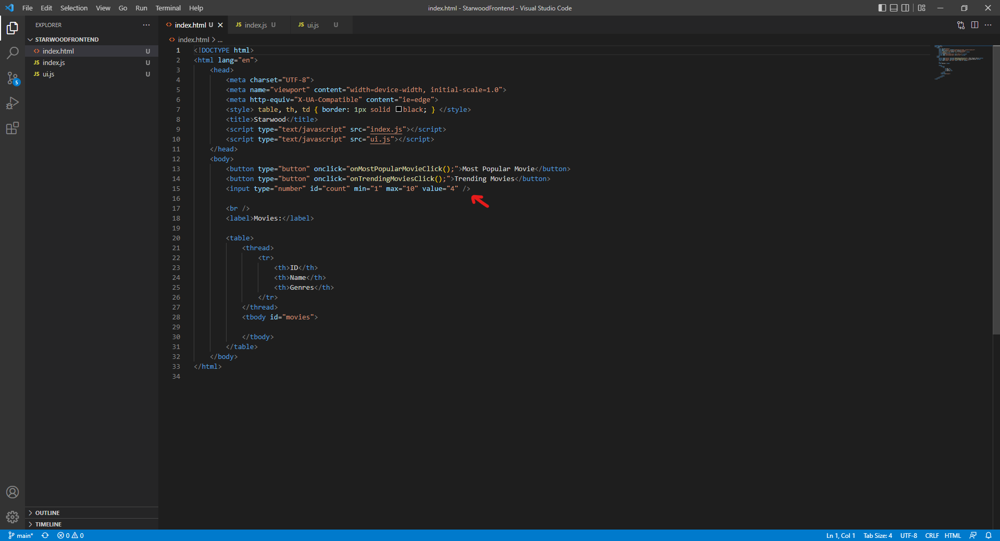 File Edit Selection View Go Run Terminal Help
index.html - StarwoodFrontend - Visual Studio Code
EXPLORER
STARWOODFRONTEND
index.html U
JS index.js U
JS ui.js U
5
OUTLINE
TIMELINE
index.html U
JS index.js U
JS ui.js U
index.html > ...
1 <!DOCTYPE html>
2 <html lang="en">
3 <head>
4 <meta charset="UTF-8">
5 <meta name="viewport" content="width=device-width, initial-scale=1.0">
6 <meta http-equiv="X-UA-Compatible" content="ie=edge">
7 <style> table, th, td { border: 1px solid black; } </style>
8 <title>Starwood</title>
9 <script type="text/javascript" src="index.js"></script>
10 <script type="text/javascript" src="ui.js"></script>
11 </head>
12 <body>
13 <button type="button" onclick="onMostPopularMovieClick();">Most Popular Movie</button>
14 <button type="button" onclick="onTrendingMoviesClick();">Trending Movies</button>
15 <input type="number" id="count" min="1" max="10" value="4" />
16
17 <br />
18 <label>Movies:</label>
19
20 <table>
21 <thread>
22 <tr>
23 <th>ID</th>
24 <th>Name</th>
25 <th>Genres</th>
26 </tr>
27 </thread>
28 <tbody id="movies">
29
30 </tbody>
31 </table>
32 </body>
33 </html>
34
main* 0 0
Ln 1, Col 1 Tab Size: 4 UTF-8 CRLF HTML